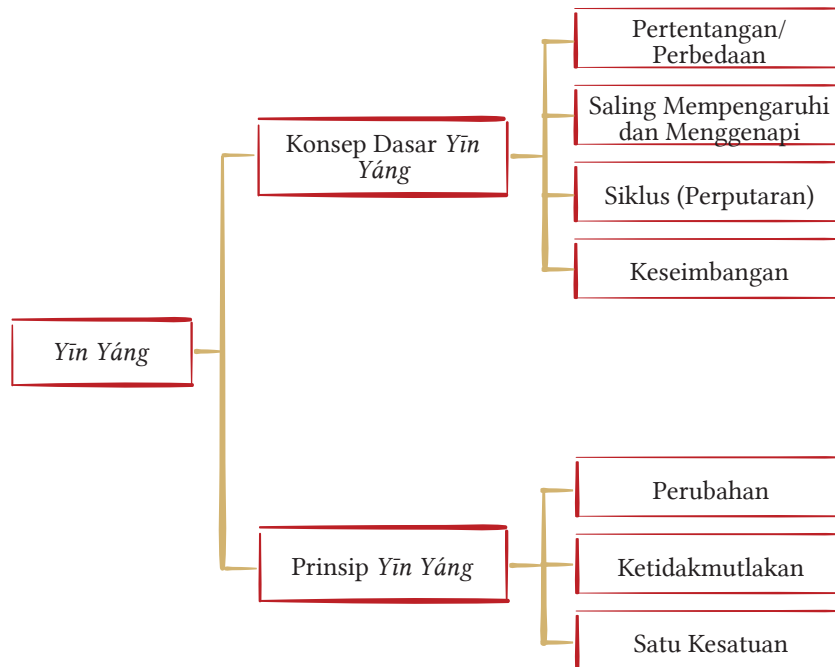 Pertentangan/
Perbedaan
Saling Mempengaruhi
dan Menggenapi
Konsep Dasar Yīn
Yáng
Siklus (Perputaran)
Keseimbangan
Yīn Yáng
Perubahan
Prinsip Yīn Yáng
Ketidakmutlakan
Satu Kesatuan